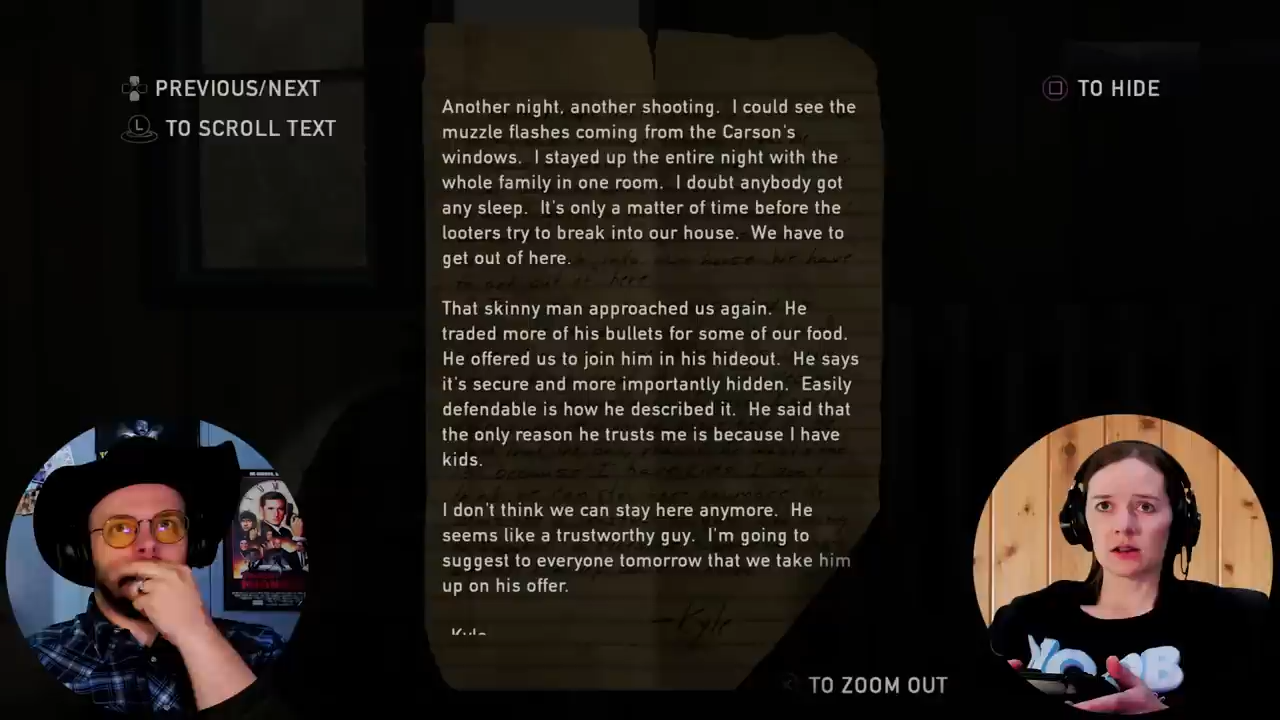 PREVIOUS/NEXT
L TO SCROLL TEXT
TO HIDE
Another night, another shooting. I could see the
muzzle flashes coming from the Carson's
windows. I stayed up the entire night with the
whole family in one room. I doubt anybody got
any sleep. It's only a matter of time before the
looters try to break into our house. We have to
get out of here.
That skinny man approached us again. He
traded more of his bullets for some of our food.
He offered us to join him in his hideout. He says
it's secure and more importantly hidden. Easily
defendable is how he described it. He said that
the only reason he trusts me is because I have
kids.
I don't think we can stay here anymore. He
seems like a trustworthy guy. I'm going to
suggest to everyone tomorrow that we take him
up on his offer.
-Kyle
TO ZOOM OUT